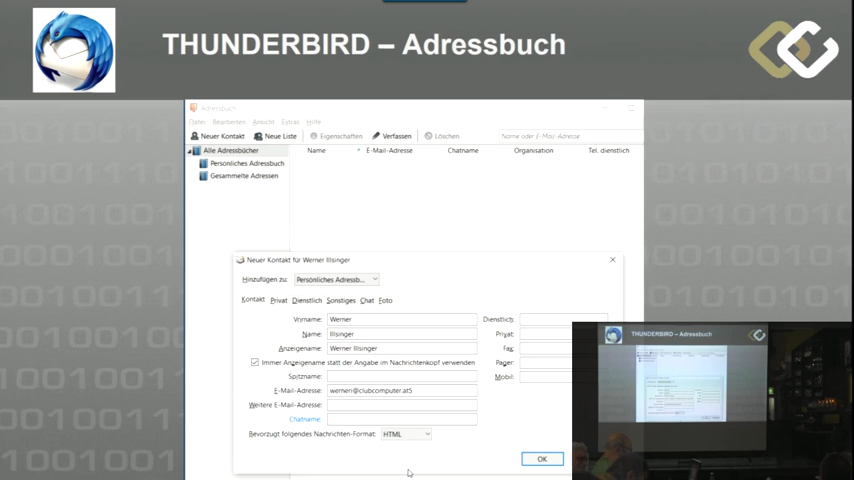 THUNDERBIRD – Adressbuch
Adressbuch
Datei Bearbeiten Ansicht Extras Hilfe
Neuer Kontakt Neue Liste Eigenschaften Verfassen Löschen Name oder E-Mail-Adresse
Alle Adressbücher Name E-Mail-Adresse Chatname Organisation Tel. dienstlich
Persönliches Adressbuch
Gesammelte Adressen
Neuer Kontakt für Werner Illsinger
Hinzufügen zu: Persönliches Adressb...
Kontakt Privat Dienstlich Sonstiges Chat Foto
Vorname: Werner Dienstlich:
Name: Illsinger Privat:
Anzeigename: Werner Illsinger Fax:
Immer Anzeigename statt der Angabe im Nachrichtenkopf verwenden Pager:
Spitzname: Mobil:
E-Mail-Adresse: werneri@clubcomputer.at5
Weitere E-Mail-Adresse:
Chatname:
Bevorzugt folgendes Nachrichten-Format: HTML
OK
THUNDERBIRD – Adressbuch